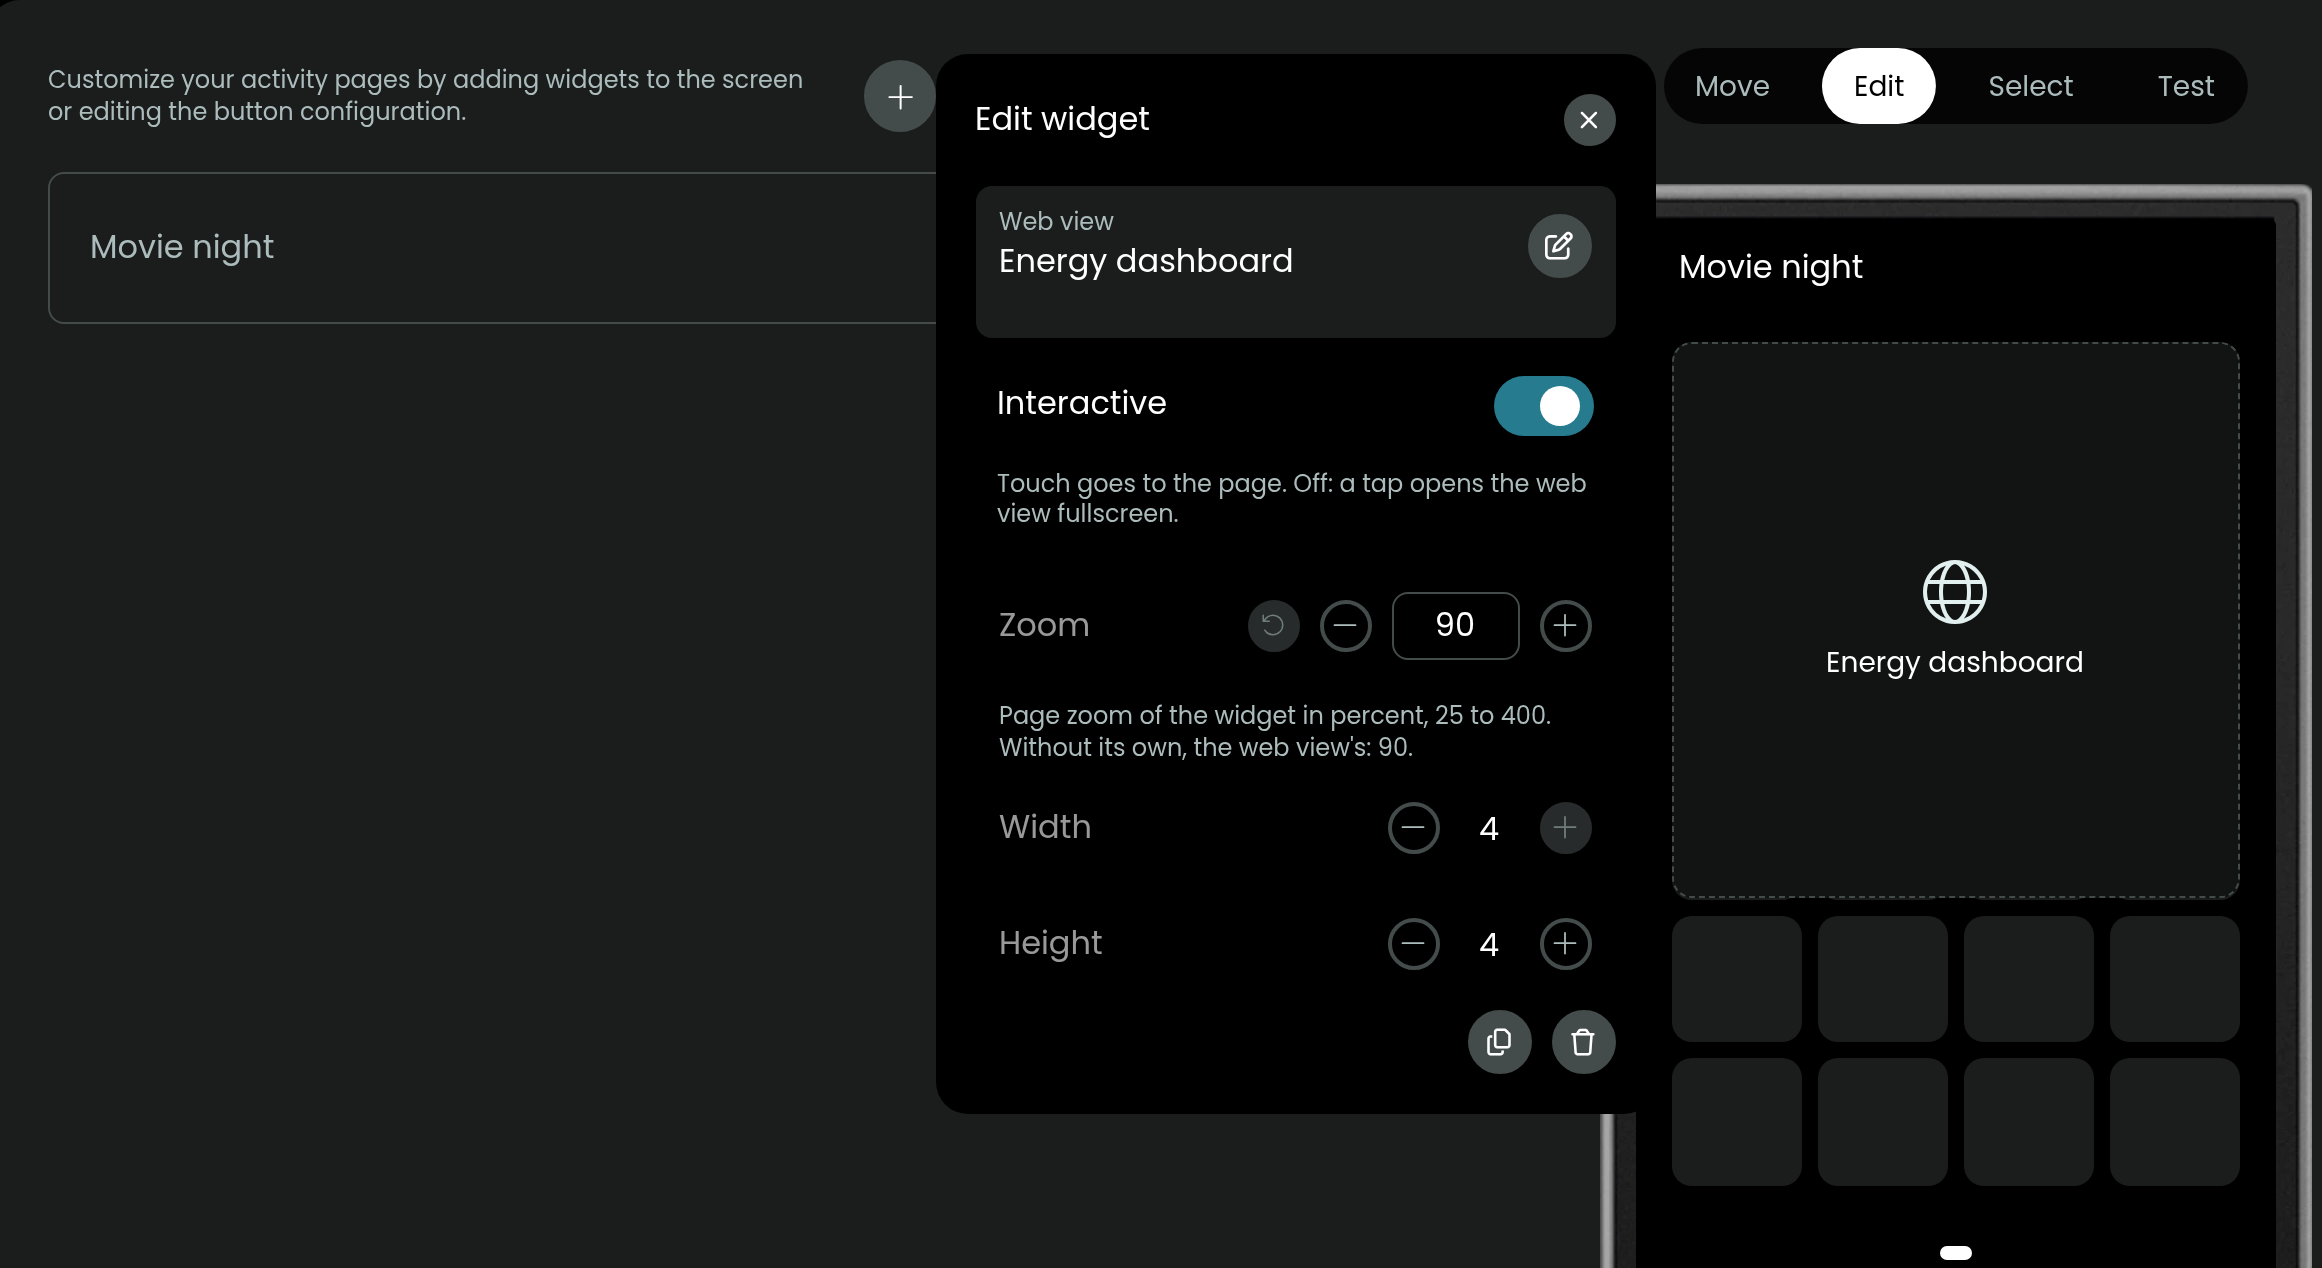 Customize your activity pages by adding widgets to the screen
or editing the button configuration.
Movie night
Edit widget
Web view
Energy dashboard
Interactive
Touch goes to the page. Off: a tap opens the web
view fullscreen.
Zoom
90
Page zoom of the widget in percent, 25 to 400.
Without its own, the web view's: 90.
Width
4
Height
4
Move
Edit
Select
Test
Movie night
Energy dashboard